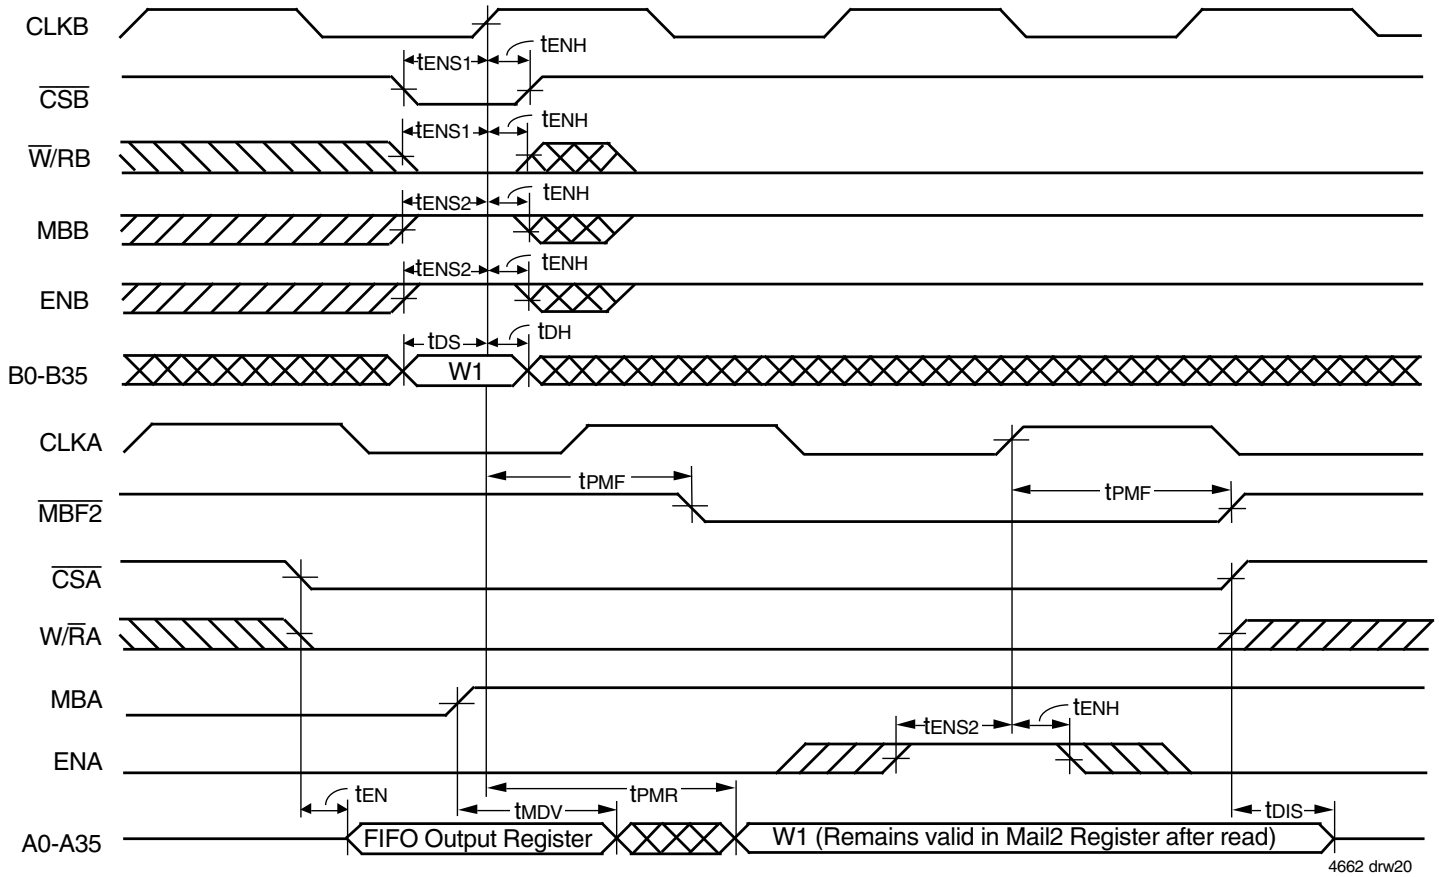 CLKB
tENS1
tENH
CSB
tENS1
tENH
W/RB
tENS2
tENH
MBB
tENS2
tENH
ENB
tDS
tDH
B0-B35
W1
CLKA
tPMF
tPMF
MBF2
CSA
W/RA
MBA
tENS2
tENH
ENA
tEN
tMDV
tPMR
tDIS
A0-A35
FIFO Output Register
W1 (Remains valid in Mail2 Register after read)
4662 drw20